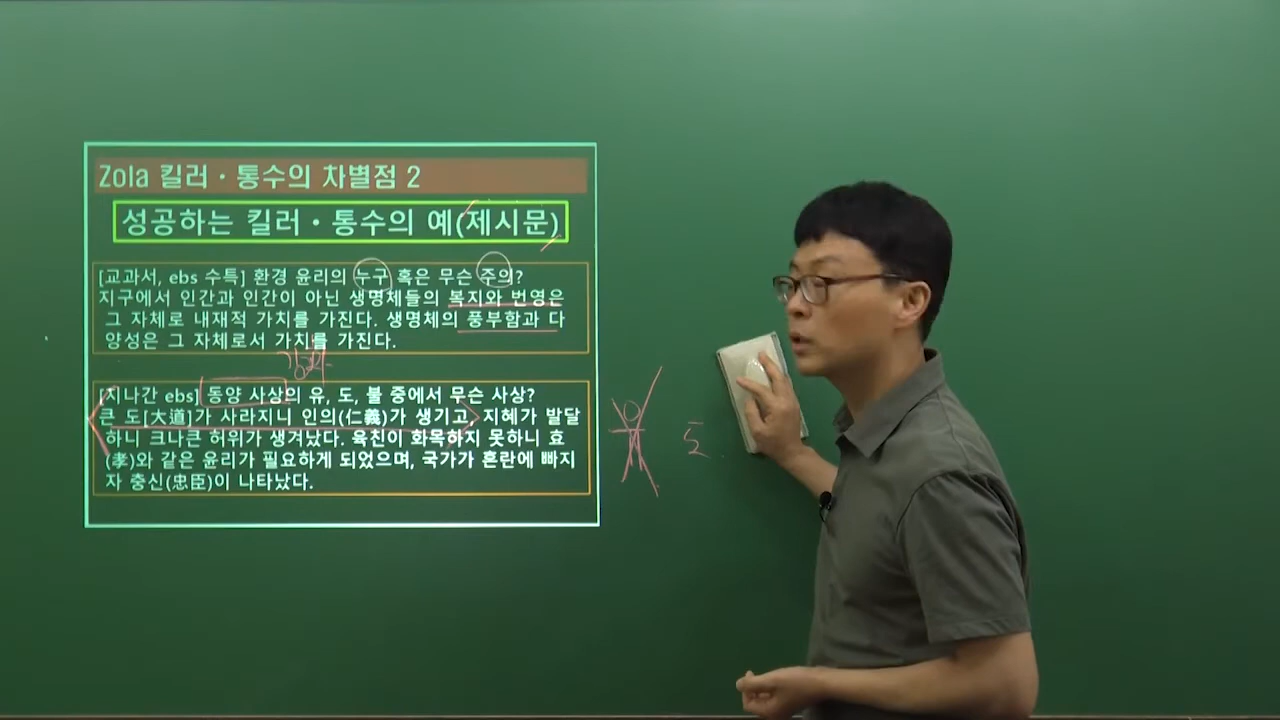 Zola 킬러・통수의 차별점 2
성공하는 킬러・통수의 예(제시문)
[교과서, ebs 수특] 환경 윤리의 누구 혹은 무슨 주의?
지구에서 인간과 인간이 아닌 생명체들의 복지와 번영은
그 자체로 내재적 가치를 가진다. 생명체의 풍부함과 다
양성은 그 자체로서 가치를 가진다.
[지나간 ebs] 동양 사상의 유, 도, 불 중에서 무슨 사상?
큰 도[大道]가 사라지니 인의(仁義)가 생기고, 지혜가 발달
하니 크나큰 허위가 생겨났다. 육친이 화목하지 못하니 효
(孝)와 같은 윤리가 필요하게 되었으며, 국가가 혼란에 빠지
자 충신(忠臣)이 나타났다.
도